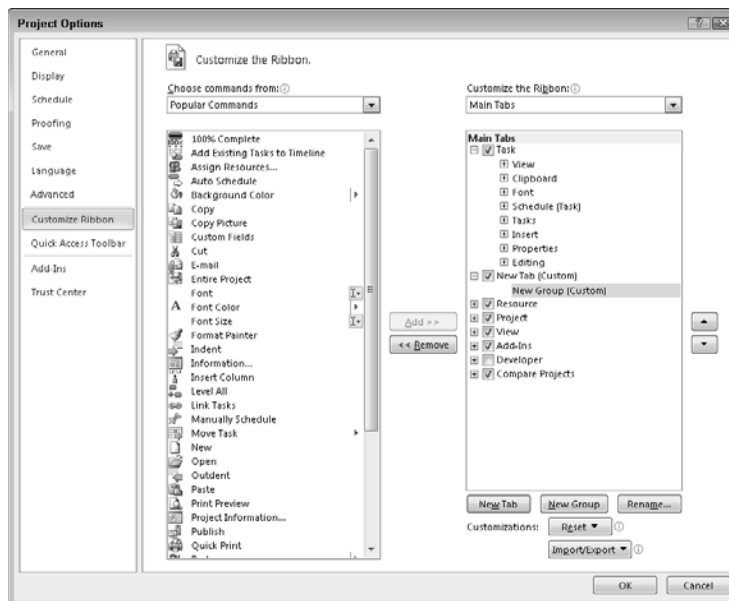 Project Options
General
Display
Schedule
Proofing
Save
Language
Advanced
Customize Ribbon
Quick Access Toolbar
Add-Ins
Trust Center
Customize the Ribbon.
Choose commands from:
Popular Commands
100% Complete
Add Existing Tasks to Timeline
Assign Resources...
Auto Schedule
Background Color
Copy
Copy Picture
Custom Fields
Cut
E-mail
Entire Project
Font
Font Color
Font Size
Format Painter
Indent
Information...
Insert Column
Level All
Link Tasks
Manually Schedule
Move Task
New
Open
Outdent
Paste
Print Preview
Project Information...
Publish
Quick Print
Add >>
<< Remove
Customize the Ribbon:
Main Tabs
Main Tabs
Task
View
Clipboard
Font
Schedule (Task)
Tasks
Insert
Properties
Editing
New Tab (Custom)
New Group (Custom)
Resource
Project
View
Add-Ins
Developer
Compare Projects
New Tab New Group Rename...
Customizations: Reset
Import/Export
OK Cancel